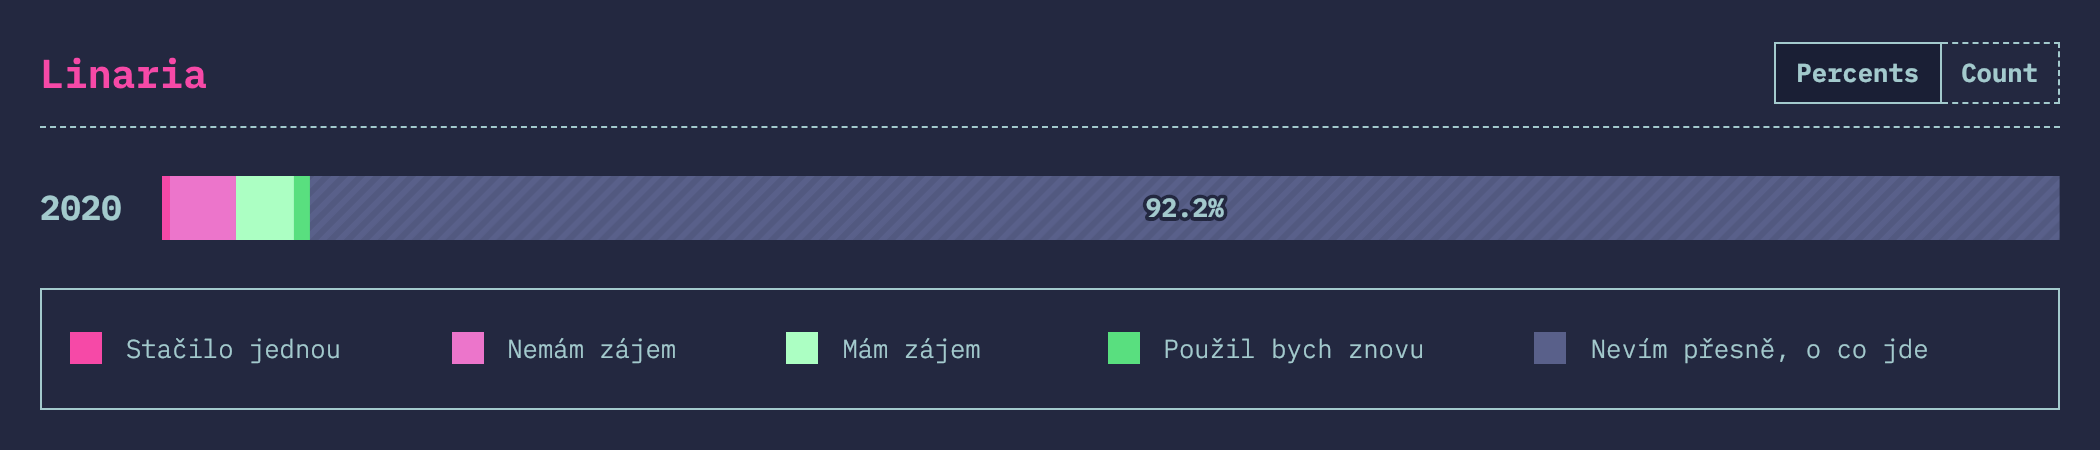 Linaria
Percents Count
2020 92.2%
Stačilo jednou Nemám zájem Mám zájem Použil bych znovu Nevím přesně, o co jde